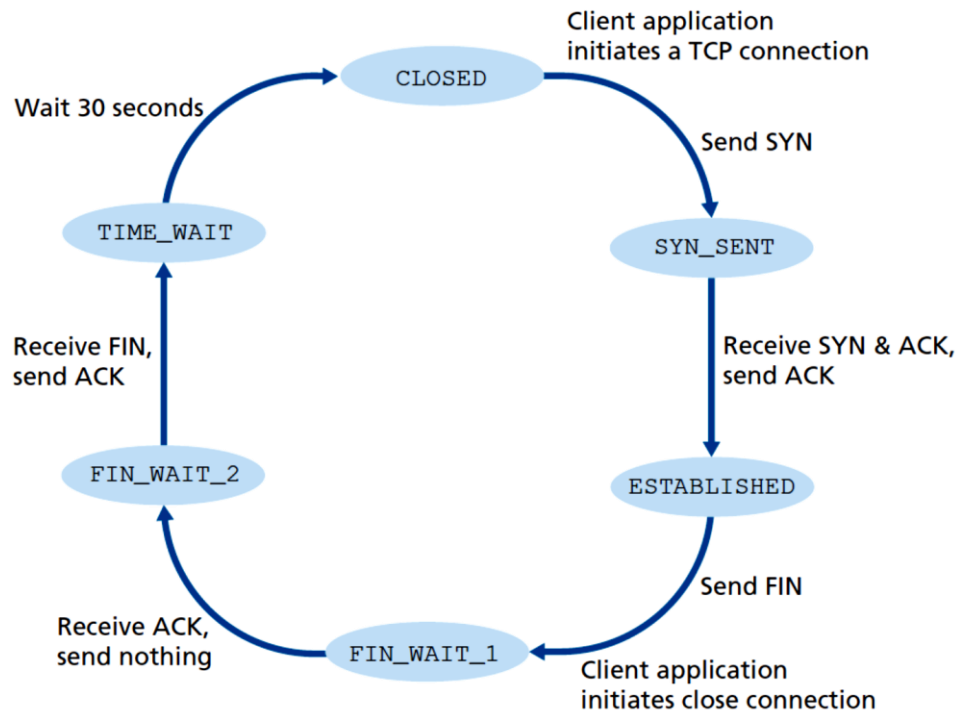 Client application
initiates a TCP connection
CLOSED
Wait 30 seconds
Send SYN
TIME_WAIT
SYN_SENT
Receive FIN,
send ACK
Receive SYN & ACK,
send ACK
FIN_WAIT_2
ESTABLISHED
Send FIN
Receive ACK,
send nothing
FIN_WAIT_1
Client application
initiates close connection